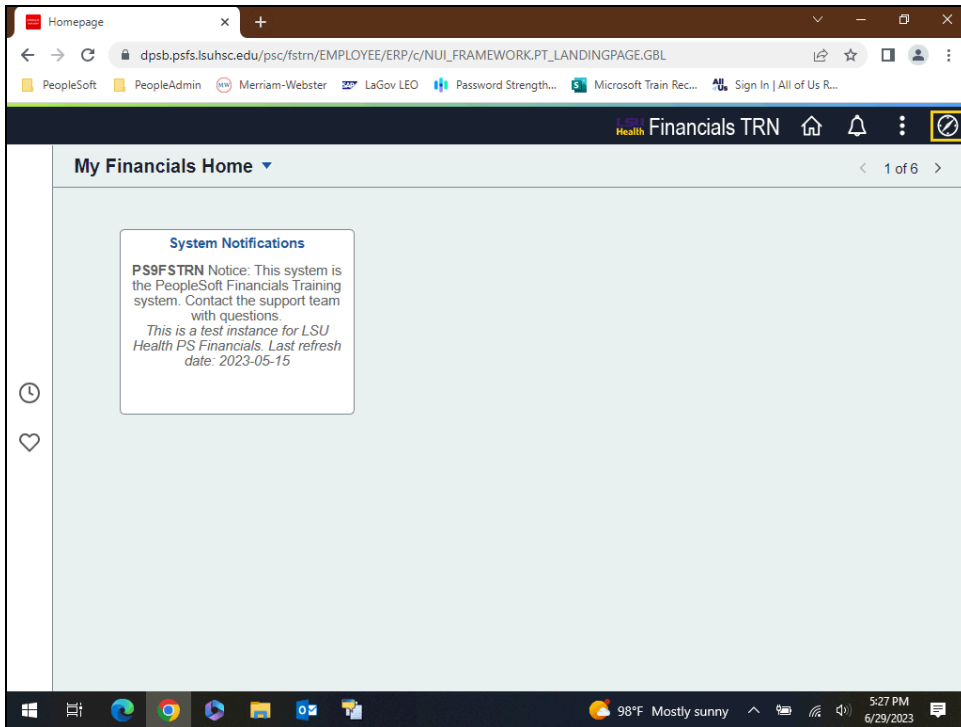 Homepage
dpsb.psfs.lsuhsc.edu/psc/fstrn/EMPLOYEE/ERP/c/NUI_FRAMEWORK.PT_LANDINGPAGE.GBL
PeopleSoft PeopleAdmin Merriam-Webster LaGov LEO Password Strength... Microsoft Train Rec... Sign In | All of Us R...
LSU Health Financials TRN
My Financials Home 1 of 6
System Notifications
PS9FSTRN Notice: This system is
the PeopleSoft Financials Training
system. Contact the support team
with questions.
This is a test instance for LSU
Health PS Financials. Last refresh
date: 2023-05-15
98°F Mostly sunny
5:27 PM
6/29/2023